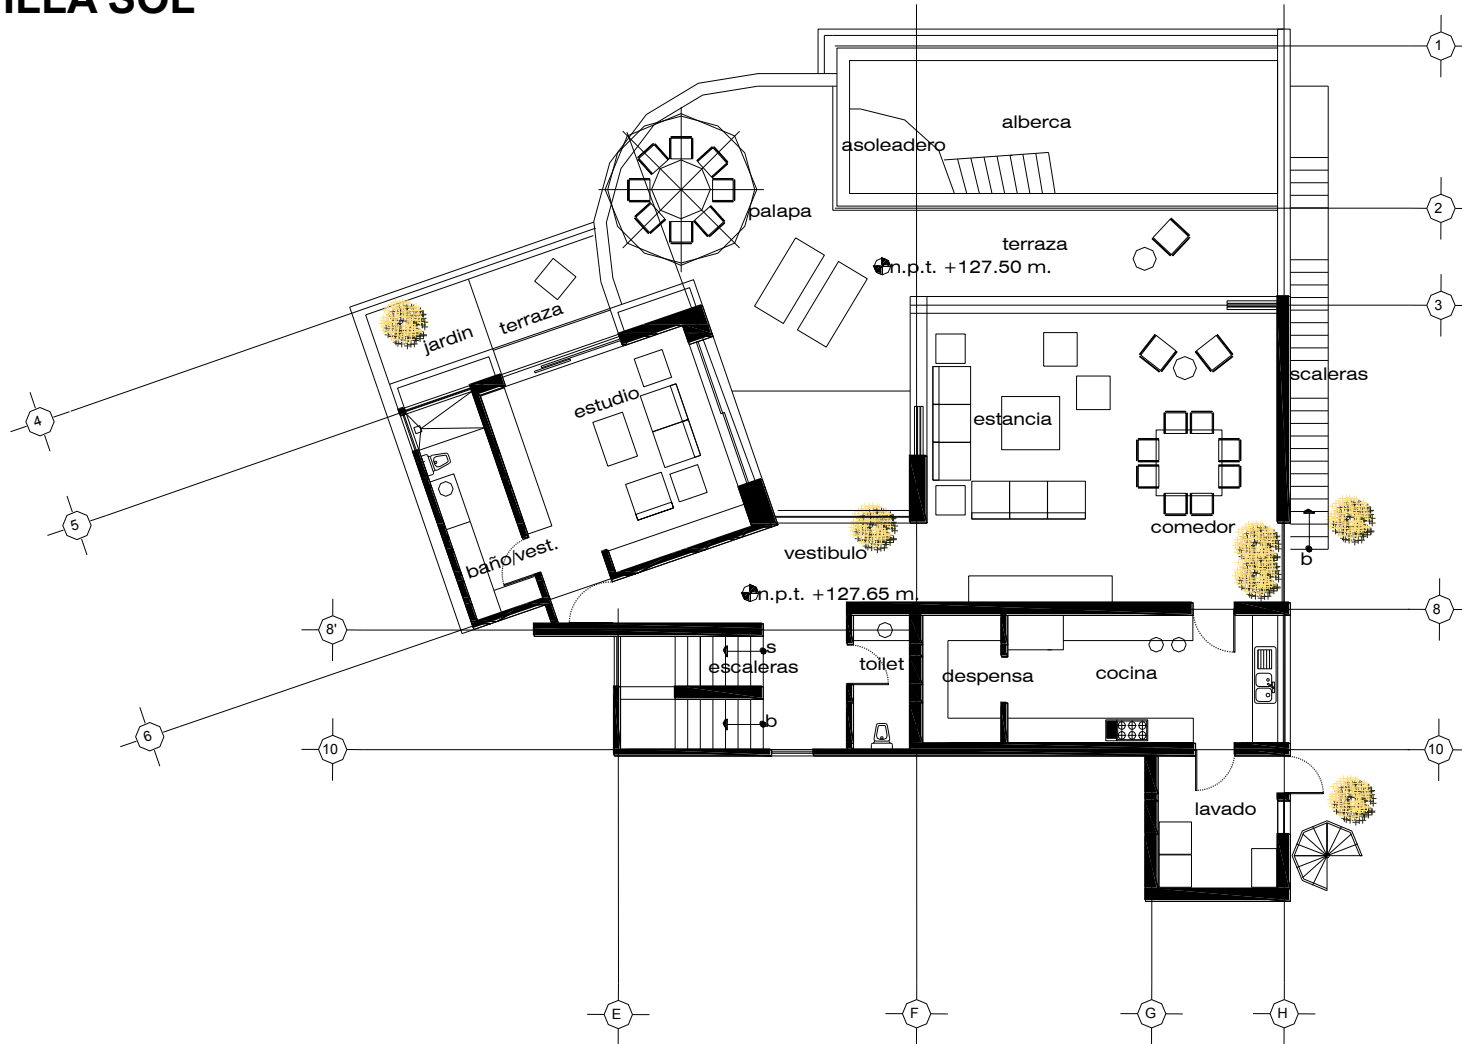 ILLA SOL
1
alberca
asoleadero
2
palapa
terraza
n.p.t. +127.50 m.
3
jardin
terraza
scaleras
4
estudio
estancia
5
comedor
baño/vest.
vestibulo
b
n.p.t. +127.65 m.
8
8'
s
escaleras
toilet
despensa
cocina
b
6
10
10
lavado
E
F
G
H